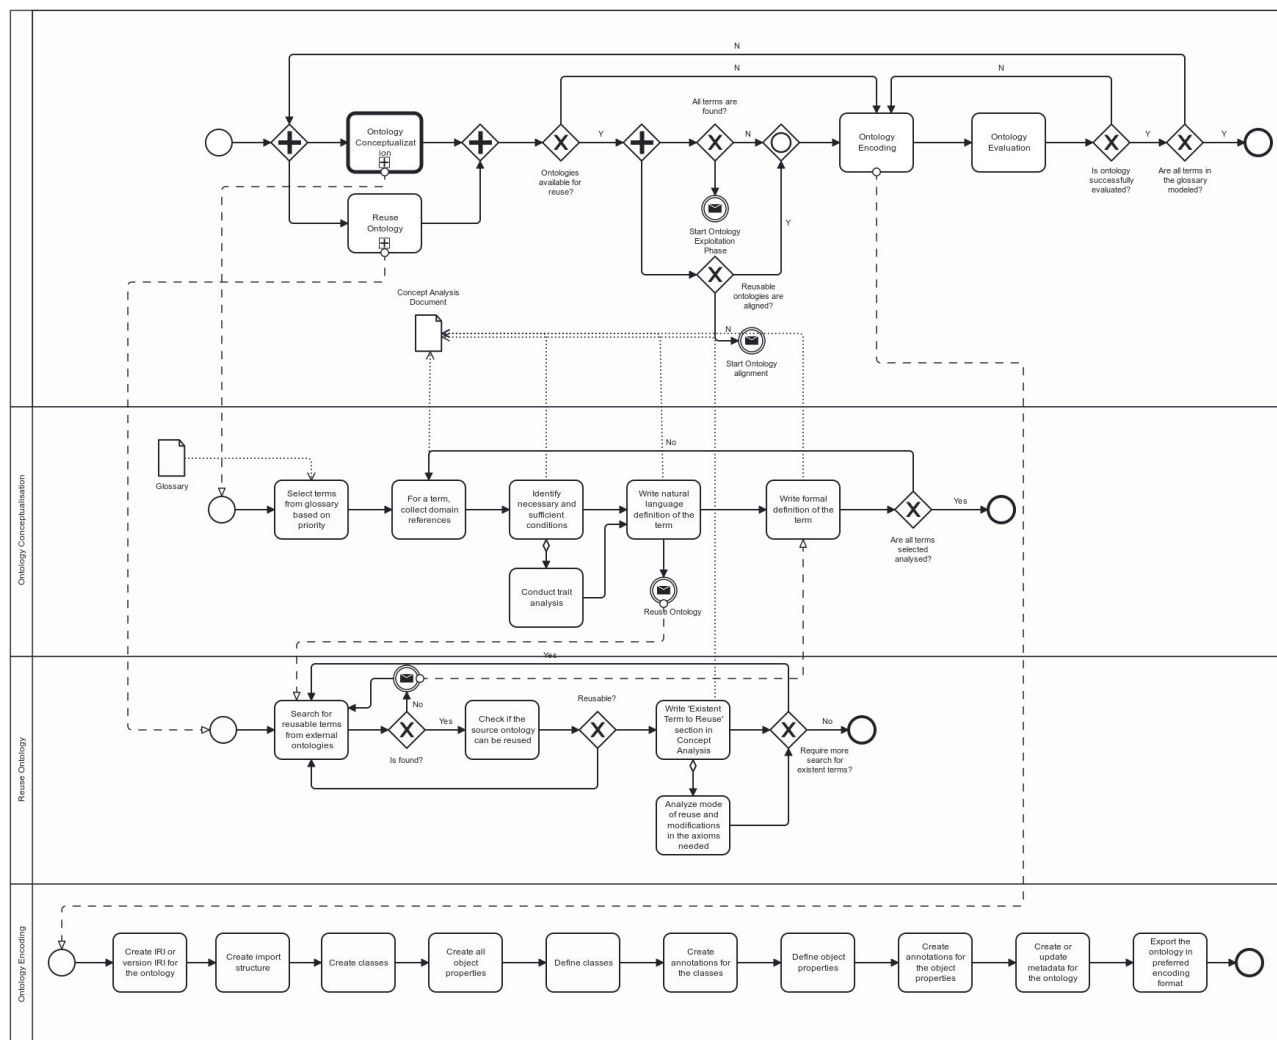 N
N
N
All terms are
found?
Ontology
Conceptualizat
ion
Y
N
Ontology
Encoding
Ontology
Evaluation
Y
Y
Ontologies
available for
reuse?
Is ontology
successfully
evaluated?
Are all terms in
the glossary
modeled?
Reuse
Ontology
Start Ontology
Exploitation
Phase
Y
Reusable
ontologies are
aligned?
Concept Analysis
Document
N
Start Ontology
alignment
Ontology Conceptualisation
No
Glossary
Select terms
from glossary
based on
priority
For a term,
collect domain
references
Identify
necessary and
sufficient
conditions
Write natural
language
definition of the
term
Write formal
definition of the
term
Yes
Are all terms
selected
analysed?
Conduct trait
analysis
Reuse Ontology
Reuse Ontology
Yes
Search for
reusable terms
from external
ontologies
No
Is found?
Yes
Check if the
source ontology
can be reused
Reusable?
Write 'Existent
Term to Reuse'
section in
Concept
Analysis
No
Require more
search for
existent terms?
Analyze mode
of reuse and
modifications
in the axioms
needed
Ontology Encoding
Create IRI or
version IRI for
the ontology
Create import
structure
Create classes
Create all
object
properties
Define classes
Create
annotations for
the classes
Define object
properties
Create
annotations for
the object
properties
Create or
update
metadata for
the ontology
Export the
ontology in
preferred
encoding
format